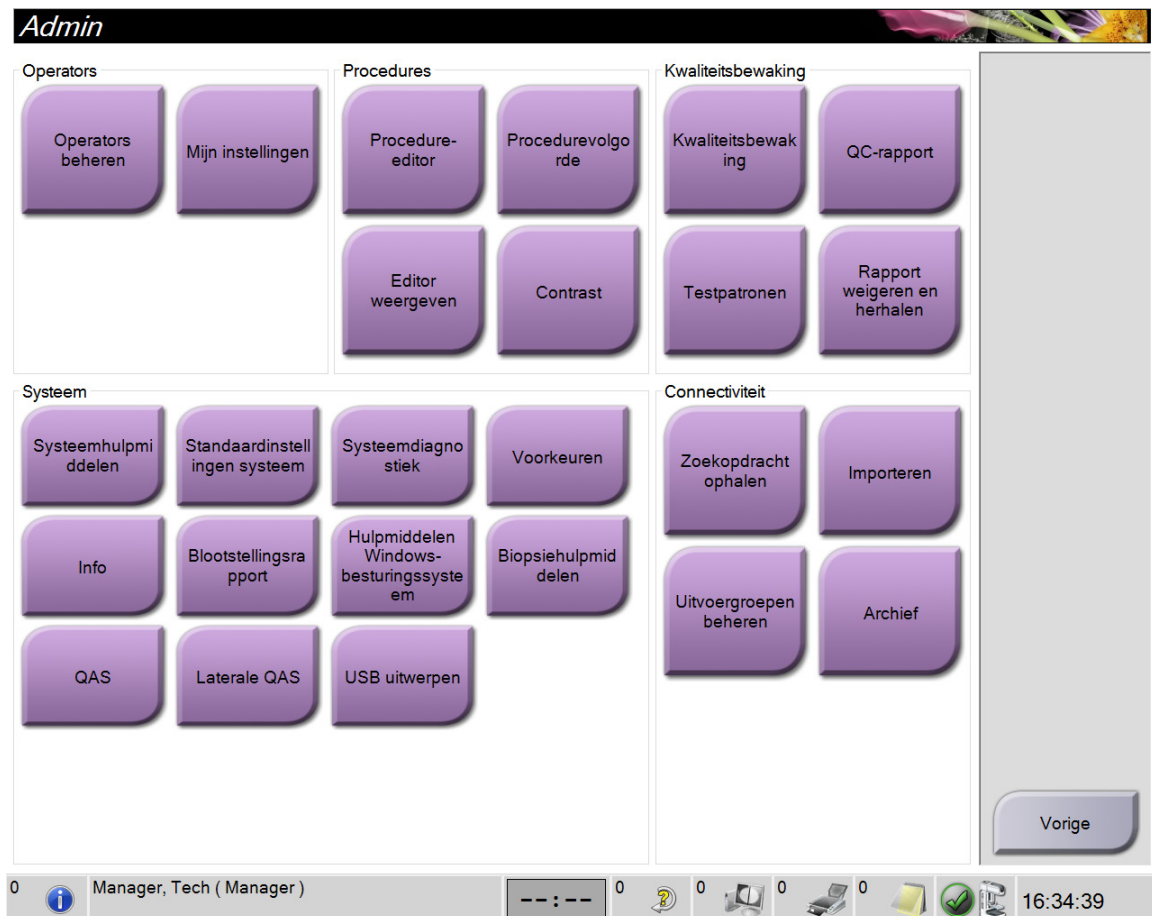 Admin
Operators
Operators
beheren
Mijn instellingen
Procedures
Procedure-
editor
Procedurevolgo
rde
Editor
weergeven
Contrast
Kwaliteitsbewaking
Kwaliteitsbewak
ing
QC-rapport
Testpatronen
Rapport
weigeren en
herhalen
Systeem
Systeemhulpmi
ddelen
Standaardinstell
ingen systeem
Systeemdiagno
stiek
Voorkeuren
Info
Blootstellingsra
pport
Hulpmiddelen
Windows-
besturingssyste
em
Biopsiehulpmid
delen
QAS
Laterale QAS
USB uitwerpen
Connectiviteit
Zoekopdracht
ophalen
Importeren
Uitvoergroepen
beheren
Archief
Vorige
0
Manager, Tech ( Manager )
--:--
0
0
0
0
16:34:39